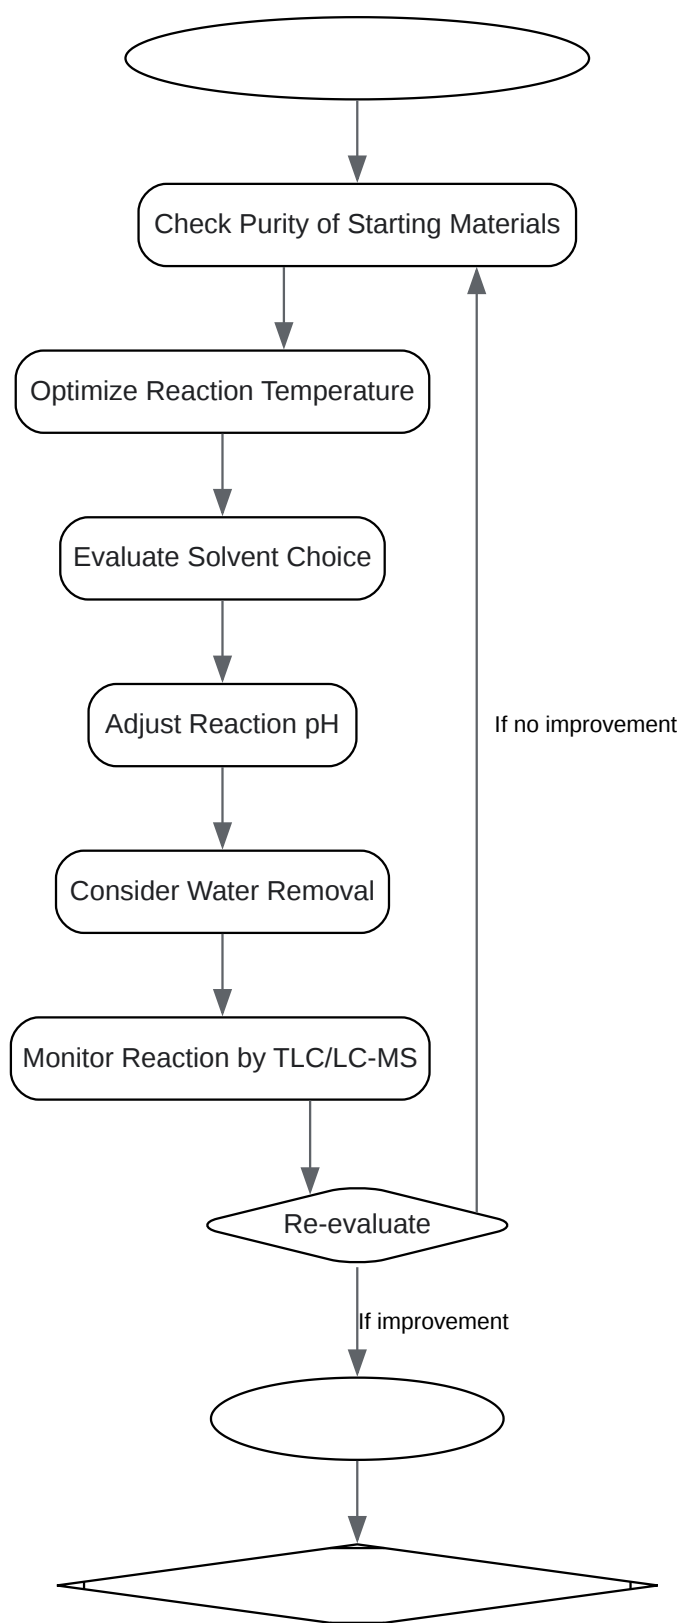 Check Purity of Starting Materials
Optimize Reaction Temperature
Evaluate Solvent Choice
Adjust Reaction pH
If no improvement
Consider Water Removal
Monitor Reaction by TLC/LC-MS
Re-evaluate
If improvement